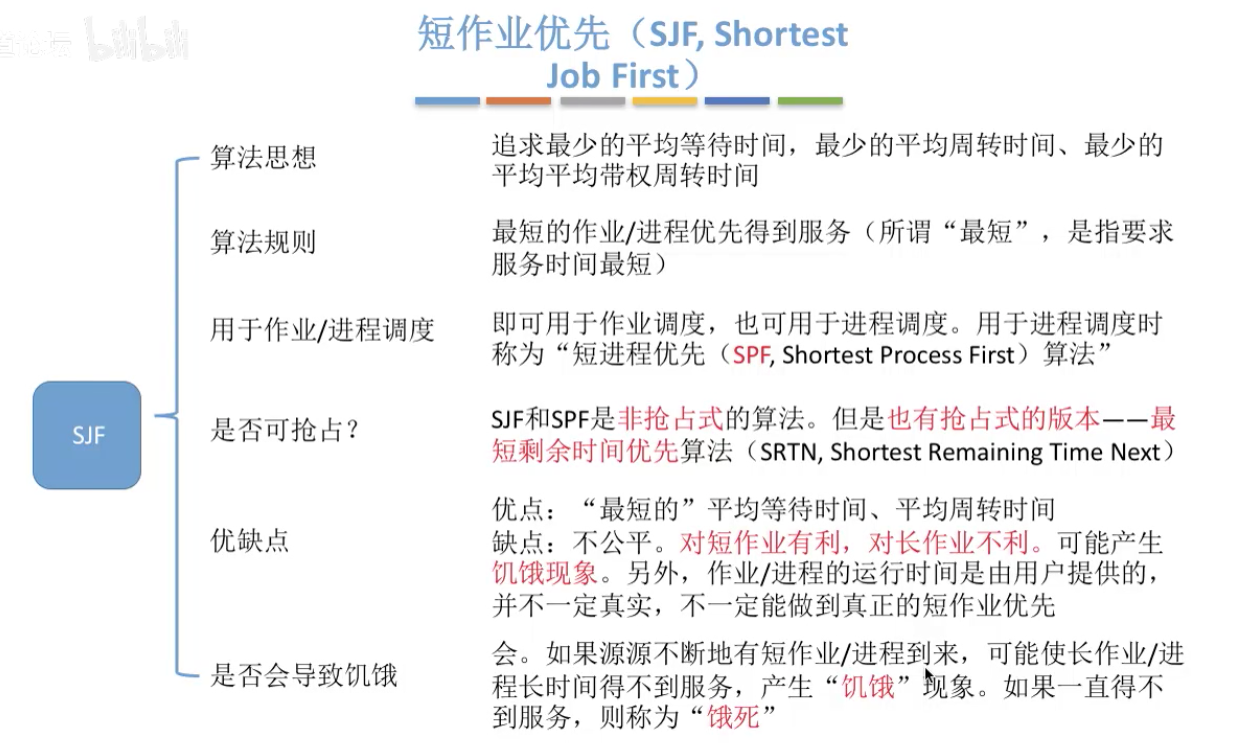 bilibili
短作业优先（SJF, Shortest
Job First）
算法思想
追求最少的平均等待时间，最少的平均周转时间、最少的
平均平均带权周转时间
算法规则
最短的作业/进程优先得到服务（所谓“最短”，是指要求
服务时间最短）
用于作业/进程调度
即可用于作业调度，也可用于进程调度。用于进程调度时
称为“短进程优先（SPF, Shortest Process First）算法”
SJF
是否可抢占？
SJF和SPF是非抢占式的算法。但是也有抢占式的版本——最
短剩余时间优先算法（SRTN, Shortest Remaining Time Next）
优缺点
优点：“最短的”平均等待时间、平均周转时间
缺点：不公平。对短作业有利，对长作业不利。可能产生
饥饿现象。另外，作业/进程的运行时间是由用户提供的，
并不一定真实，不一定能做到真正的短作业优先
是否会导致饥饿
会。如果源源不断地有短作业/进程到来，可能使长作业/进
程长时间得不到服务，产生“饥饿”现象。如果一直得不
到服务，则称为“饿死”